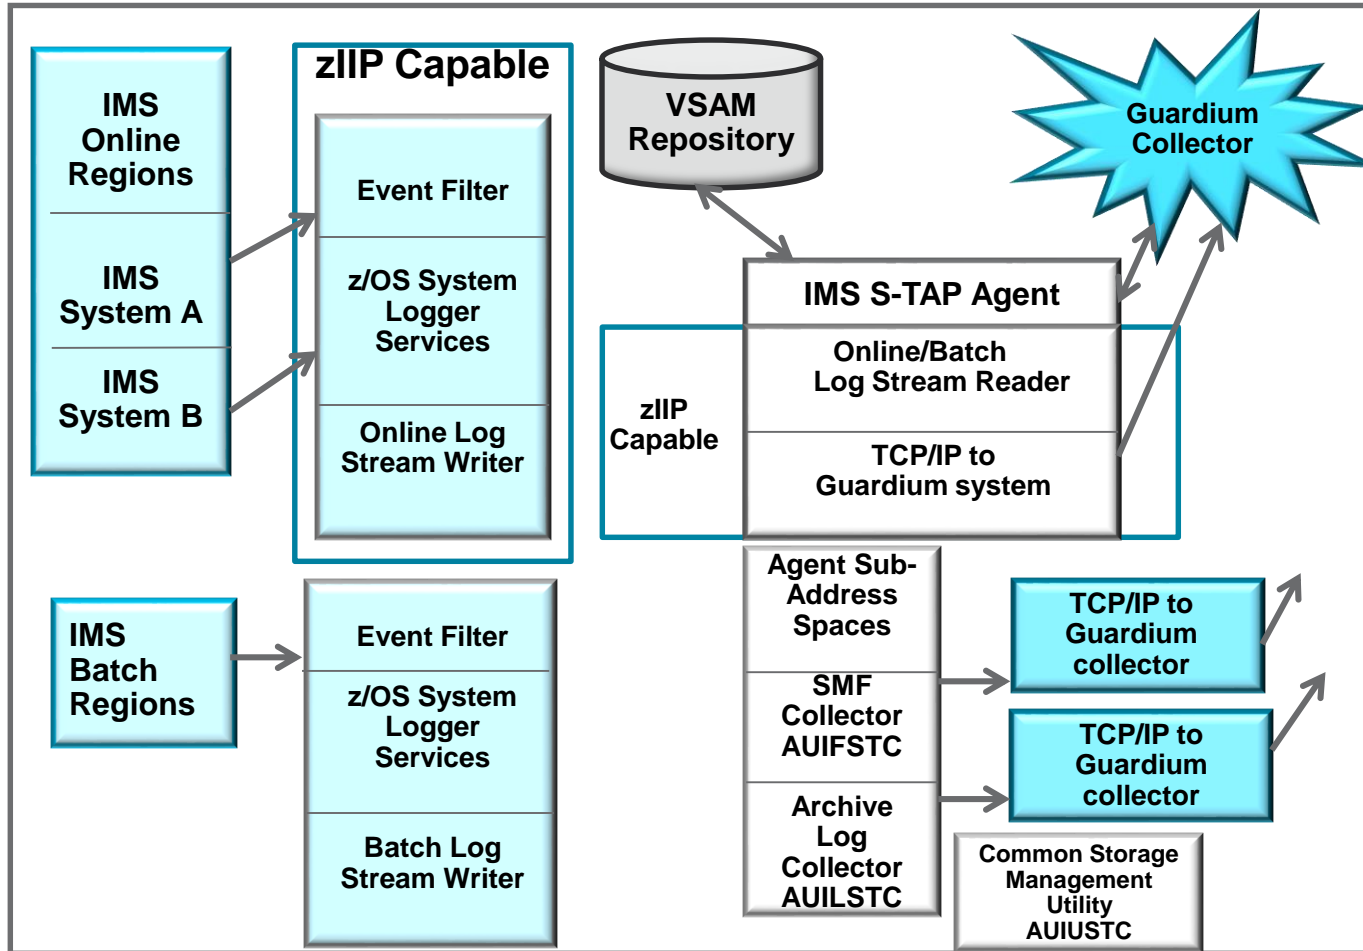 IMS
Online
Regions
IMS
System A
IMS
System B
zIIP Capable
Event Filter
z/OS System
Logger
Services
Online Log
Stream Writer
VSAM
Repository
Guardium
Collector
IMS S-TAP Agent
Online/Batch
Log Stream Reader
zIIP
Capable
TCP/IP to
Guardium system
IMS
Batch
Regions
Event Filter
z/OS System
Logger
Services
Batch Log
Stream Writer
Agent Sub-
Address
Spaces
SMF
Collector
AUIFSTC
Archive
Log
Collector
AUILSTC
TCP/IP to
Guardium
collector
TCP/IP to
Guardium
collector
Common Storage
Management
Utility
AUIUSTC